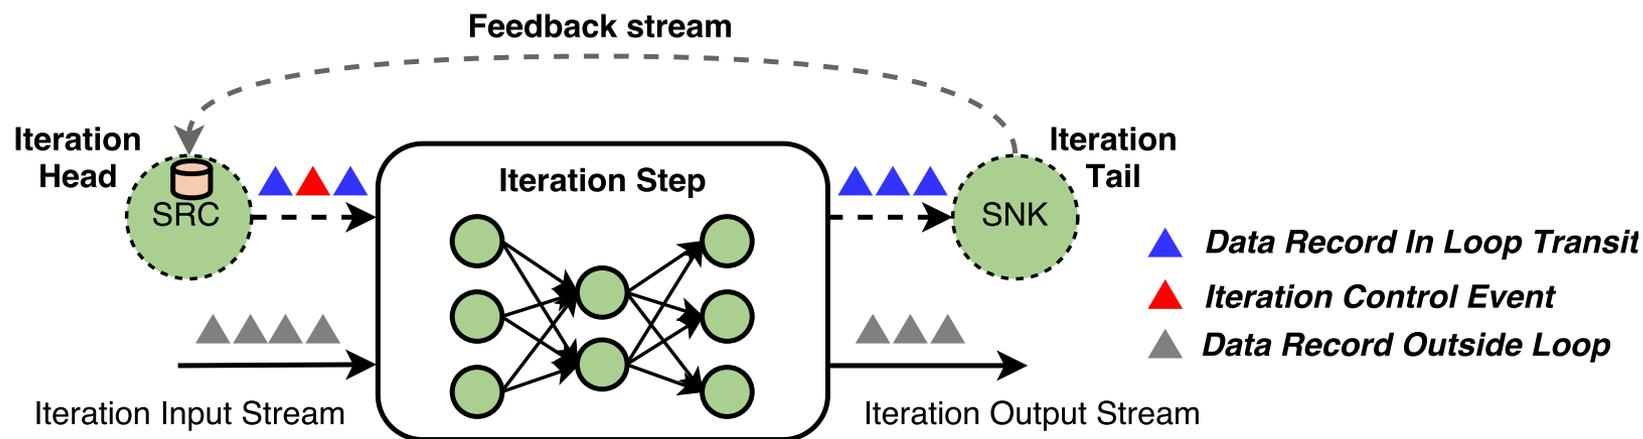 Feedback stream
Iteration
Head
Iteration
Tail
Iteration Step
SRC
SNK
Data Record In Loop Transit
Iteration Control Event
Data Record Outside Loop
Iteration Input Stream
Iteration Output Stream